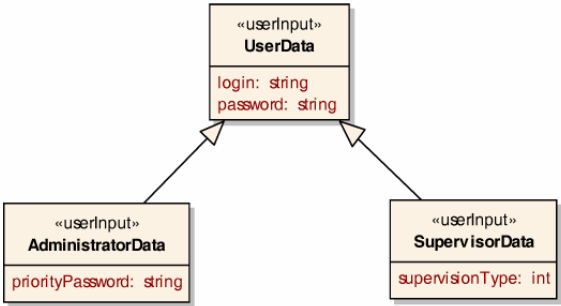 «userInput»
UserData
login: string
password: string
«userInput»
AdministratorData
priorityPassword: string
«userInput»
SupervisorData
supervisionType: int